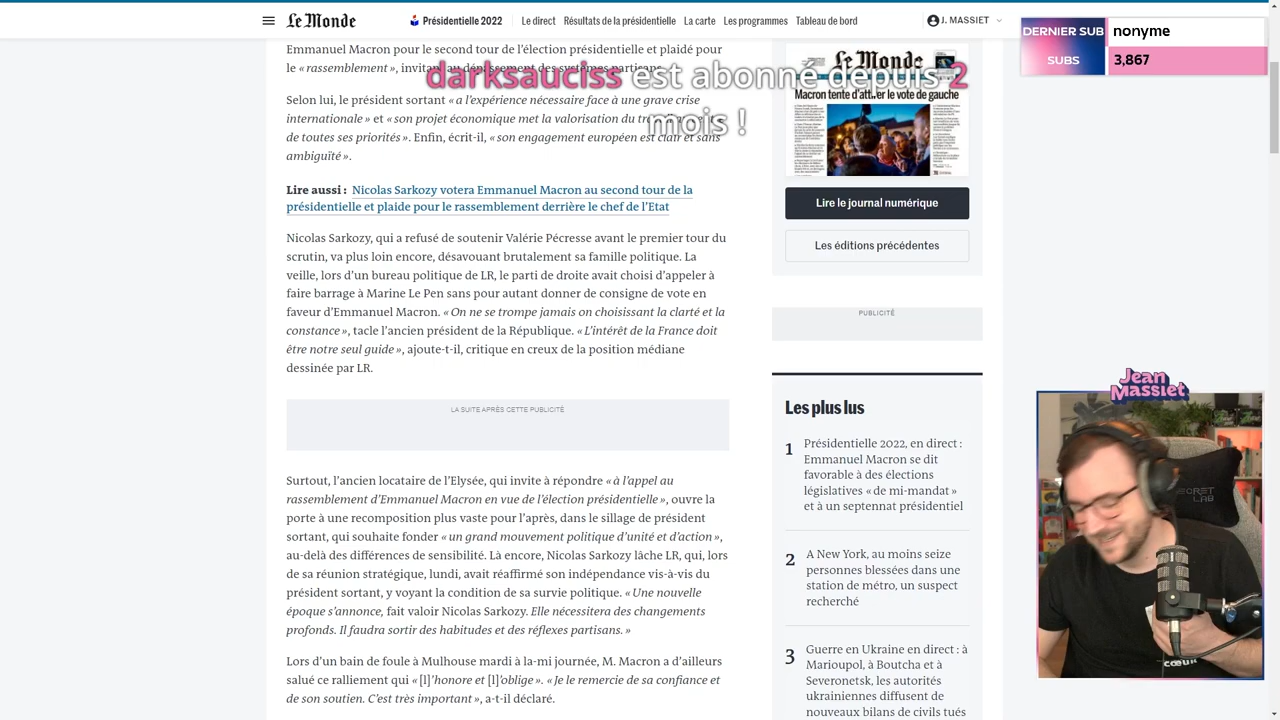 Le Monde
Présidentielle 2022
Le direct
Résultats de la présidentielle
La carte
Les programmes
Tableau de bord
J. MASSIET
DERNIER SUB
nonyme
SUBS
3,867
darksauciss est abonné depuis 2
mois !
Emmanuel Macron pour le second tour de l'élection présidentielle et plaidé pour
le « rassemblement », invitant au dépassement des systèmes partisans.
Selon lui, le président sortant « a l'expérience nécessaire face à une grave crise
internationale » et « son projet économique met la valorisation du
de toutes ses priorités ». Enfin, écrit-il, « son engagement européen est clair et sans
ambiguïté ».
Lire aussi : Nicolas Sarkozy votera Emmanuel Macron au second tour de la
présidentielle et plaide pour le rassemblement derrière le chef de l'Etat
Nicolas Sarkozy, qui a refusé de soutenir Valérie Pécresse avant le premier tour du
scrutin, va plus loin encore, désavouant brutalement sa famille politique. La
veille, lors d'un bureau politique de LR, le parti de droite avait choisi d'appeler à
faire barrage à Marine Le Pen sans pour autant donner de consigne de vote en
faveur d'Emmanuel Macron. « On ne se trompe jamais en choisissant la clarté et la
constance », tacle l'ancien président de la République. « L'intérêt de la France doit
être notre seul guide », ajoute-t-il, critique en creux de la position médiane
dessinée par LR.
LA SUITE APRÈS CETTE PUBLICITÉ
Surtout, l'ancien locataire de l'Elysée, qui invite à répondre « à l'appel au
rassemblement d'Emmanuel Macron en vue de l'élection présidentielle », ouvre la
porte à une recomposition plus vaste pour l'après, dans le sillage de président
sortant, qui souhaite fonder « un grand mouvement politique d'unité et d'action »,
au-delà des différences de sensibilité. Là encore, Nicolas Sarkozy lâche LR, qui, lors
de sa réunion stratégique, lundi, avait réaffirmé son indépendance vis-à-vis du
président sortant, y voyant la condition de sa survie politique. « Une nouvelle
époque s'annonce, fait valoir Nicolas Sarkozy. Elle nécessitera des changements
profonds. Il faudra sortir des habitudes et des réflexes partisans. »
Lors d'un bain de foule à Mulhouse mardi à la-mi journée, M. Macron a d'ailleurs
salué ce ralliement qui « [l]'honore et [l]'oblige ». « Je le remercie de sa confiance et
de son soutien. C'est très important », a-t-il déclaré.
Le Monde
Macron tente d'attirer le vote de gauche
Lire le journal numérique
Les éditions précédentes
PUBLICITÉ
Les plus lus
1
Présidentielle 2022, en direct :
Emmanuel Macron se dit
favorable à des élections
législatives « de mi-mandat »
et à un septennat présidentiel
2
A New York, au moins seize
personnes blessées dans une
station de métro, un suspect
recherché
3
Guerre en Ukraine en direct : à
Marioupol, à Boutcha et à
Severonetsk, les autorités
ukrainiennes diffusent de
nouveaux bilans de civils tués
Jean
Massiet
SECRET
LAB
CŒUR